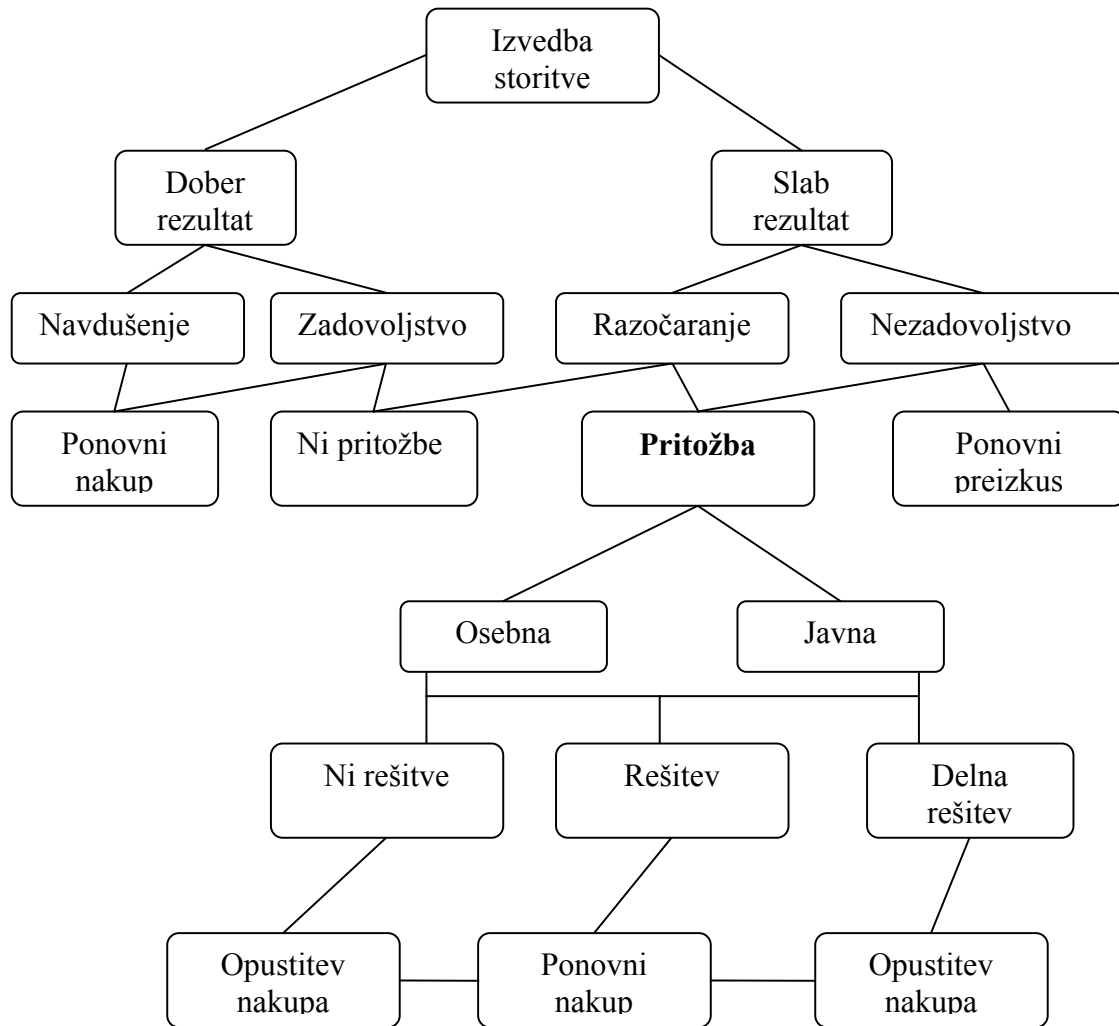 Izvedba
storitve
Dober
rezultat
Slab
rezultat
Navdušenje
Zadovoljstvo
Razočaranje
Nezadovoljstvo
Ponovni
nakup
Ni pritožbe
Pritožba
Ponovni
preizkus
Osebna
Javna
Ni rešitve
Rešitev
Delna
rešitev
Opustitev
nakupa
Ponovni
nakup
Opustitev
nakupa